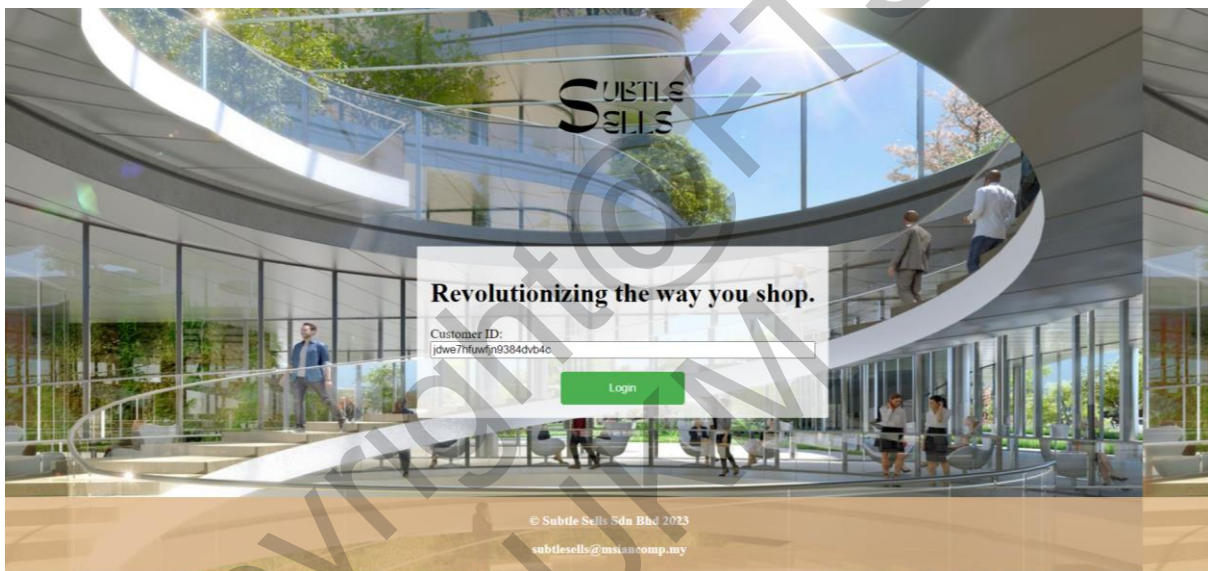 SUBTLE
SELLS
Revolutionizing the way you shop.
Customer ID:
jdwe7hfuwfjn9384dvb4c
Login
© Subtle Sells Sdn Bhd 2023
subtlesells@msiancomp.my